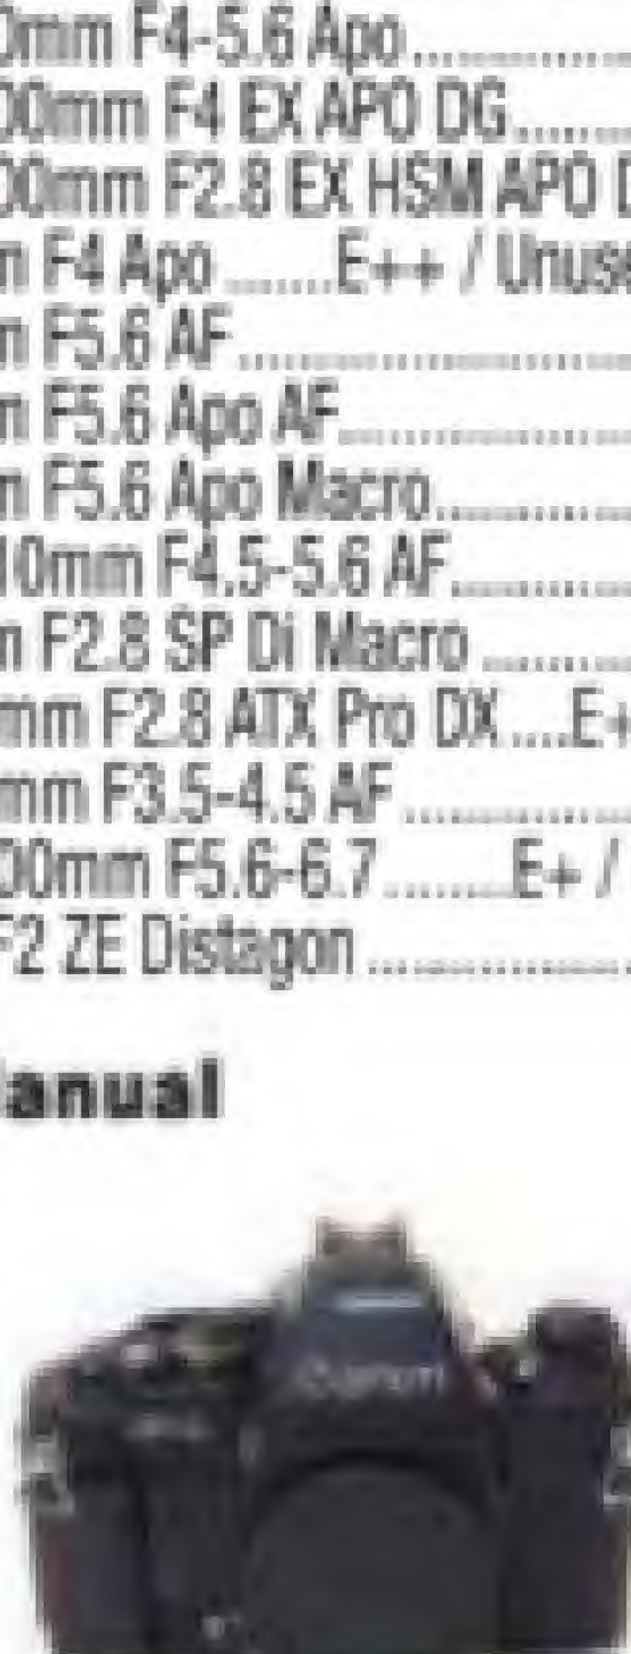 0mm F4-5.6 Apo..................
00mm F4 EX APO DG.........
00mm F2.8 EX HSM APO D
m F4 Apo .......E++ / Unuse
m F5.6 AF..............................
m F5.6 Apo AF......................
m F5.6 Apo Macro..............
10mm F4.5-5.6 AF.............
m F2.8 SP Di Macro ..........
mm F2.8 ATX Pro DX ....E+
mm F3.5-4.5 AF .................
00mm F5.6-6.7.........E+ /
F2 ZE Distagon ...................
Manual
Canon